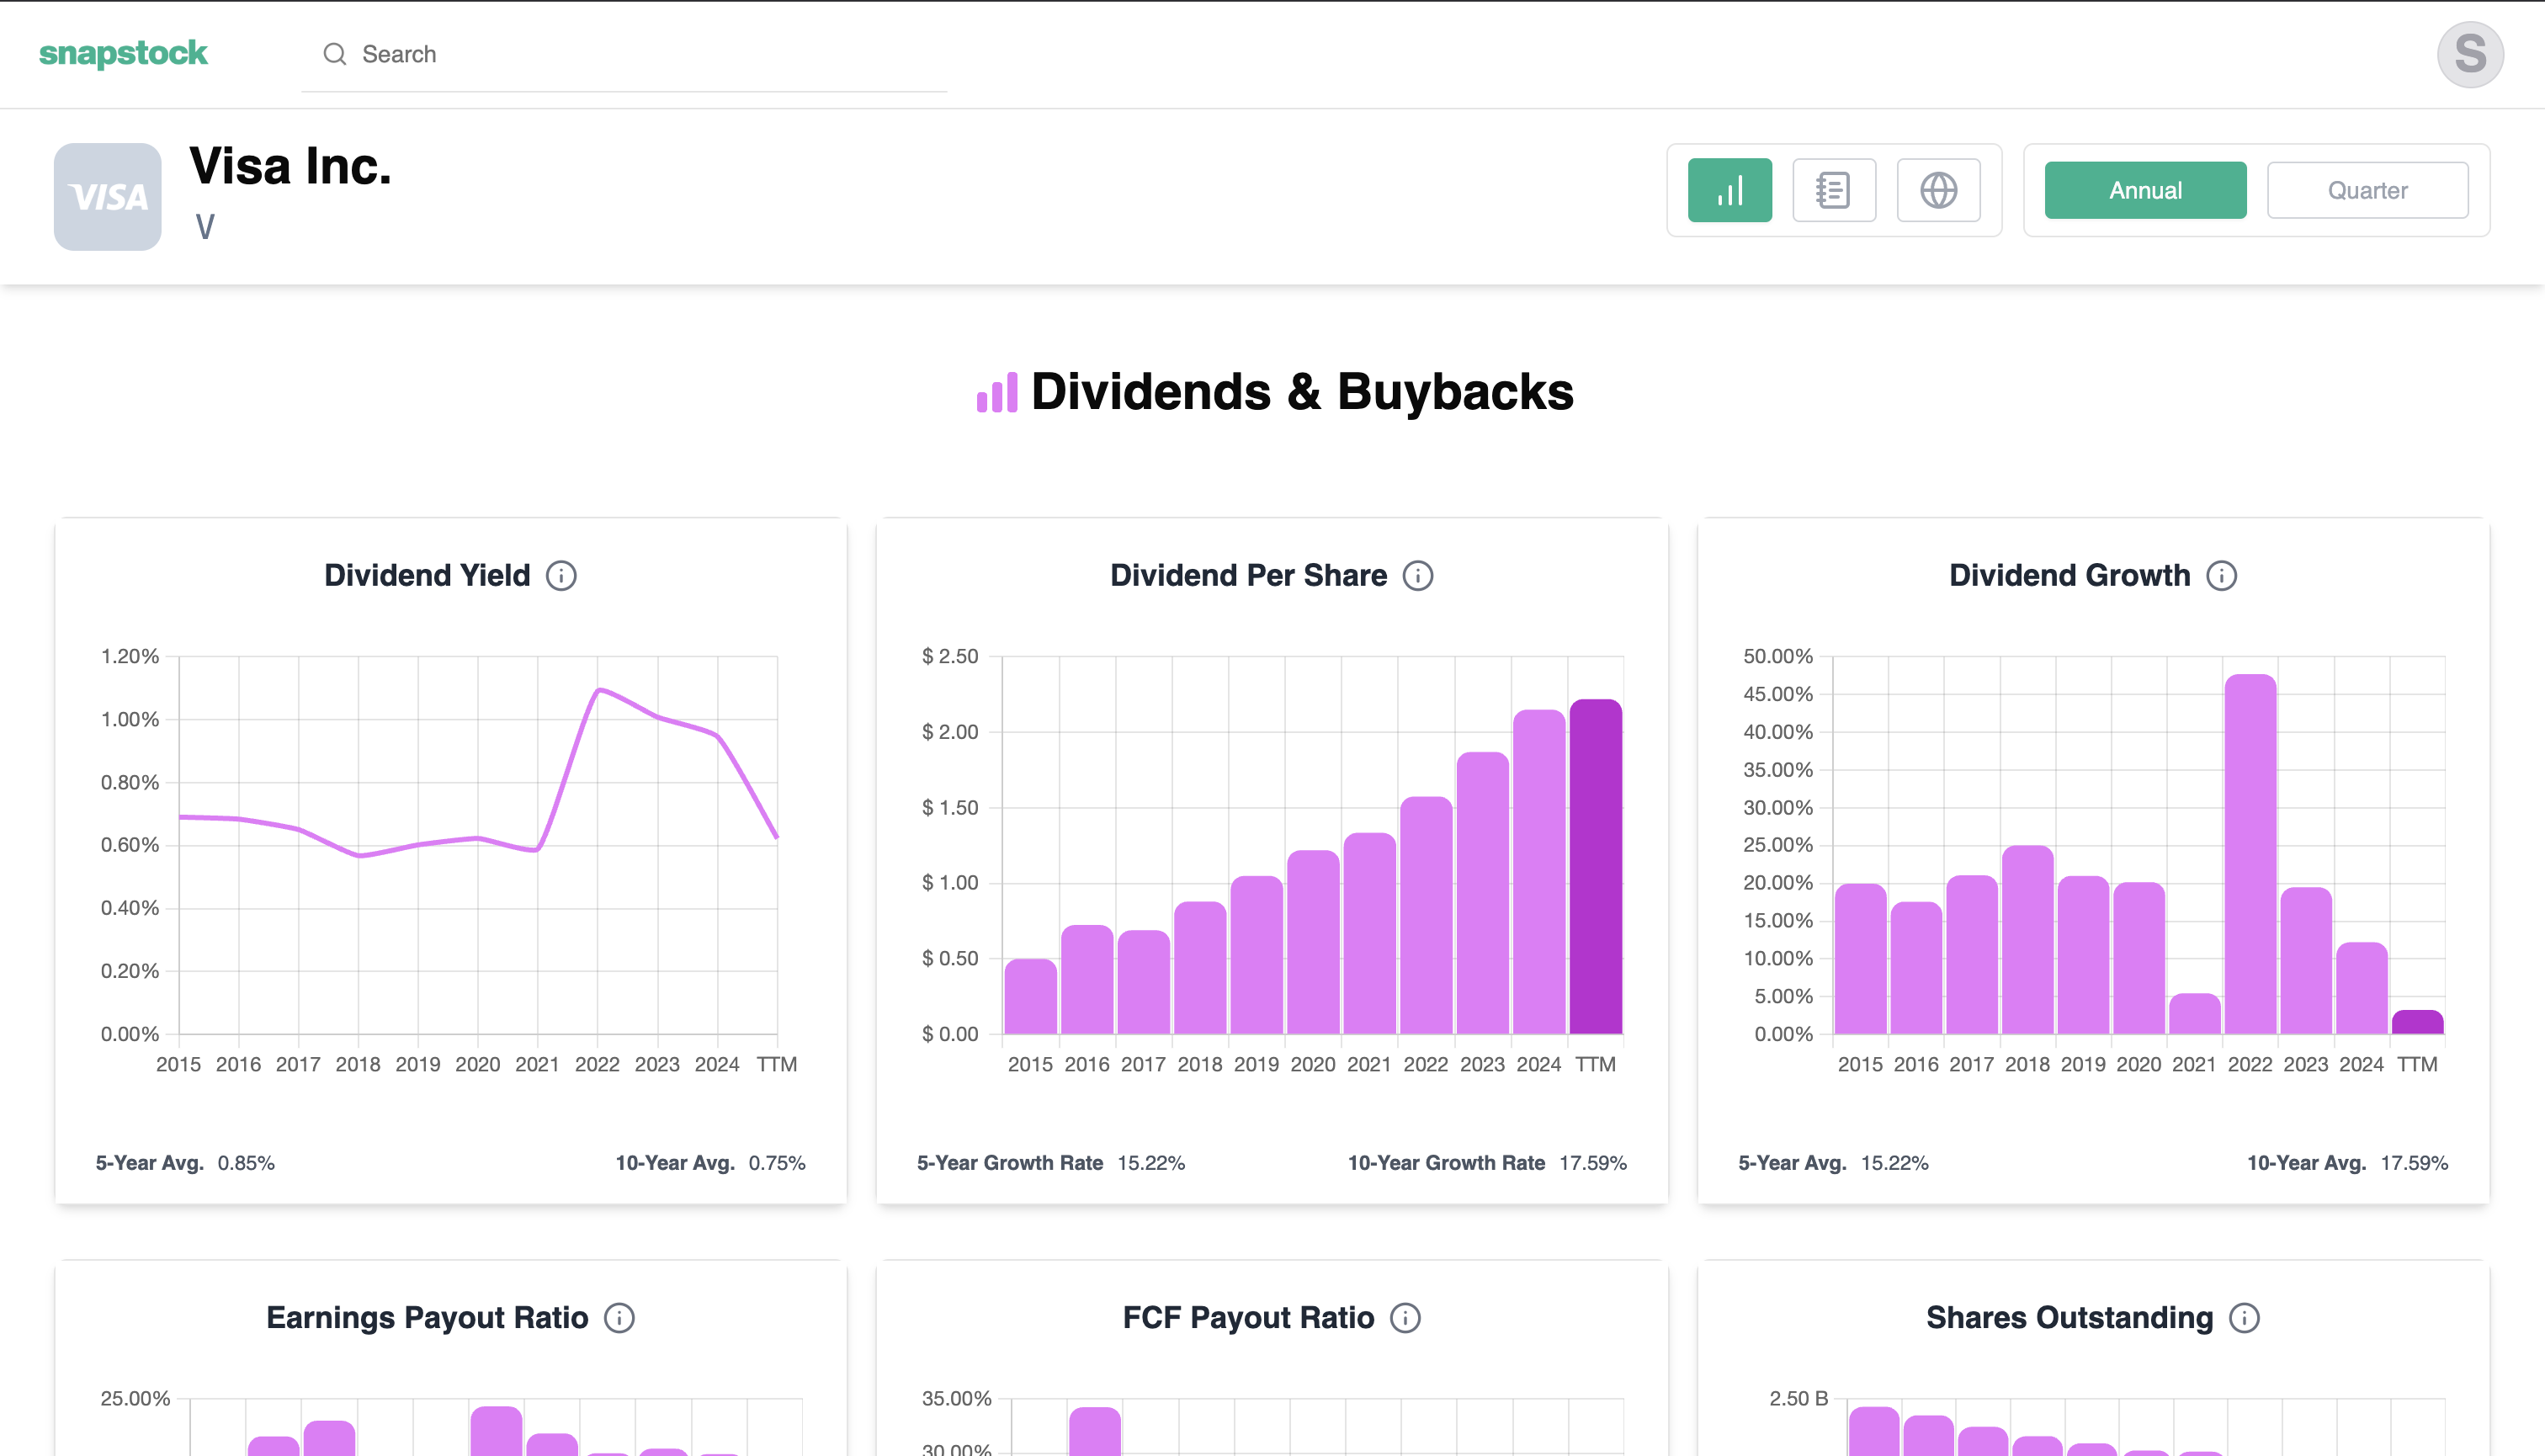 snapstock
Search
S
VISA
Visa Inc.
V
Annual
Quarter
Dividends & Buybacks
Dividend Yield
1.20%
1.00%
0.80%
0.60%
0.40%
0.20%
0.00%
2015 2016 2017 2018 2019 2020 2021 2022 2023 2024 TTM
5-Year Avg. 0.85%
10-Year Avg. 0.75%
Dividend Per Share
$ 2.50
$ 2.00
$ 1.50
$ 1.00
$ 0.50
$ 0.00
2015 2016 2017 2018 2019 2020 2021 2022 2023 2024 TTM
5-Year Growth Rate 15.22%
10-Year Growth Rate 17.59%
Dividend Growth
50.00%
45.00%
40.00%
35.00%
30.00%
25.00%
20.00%
15.00%
10.00%
5.00%
0.00%
2015 2016 2017 2018 2019 2020 2021 2022 2023 2024 TTM
5-Year Avg. 15.22%
10-Year Avg. 17.59%
Earnings Payout Ratio
25.00%
FCF Payout Ratio
35.00%
30.00%
Shares Outstanding
2.50 B